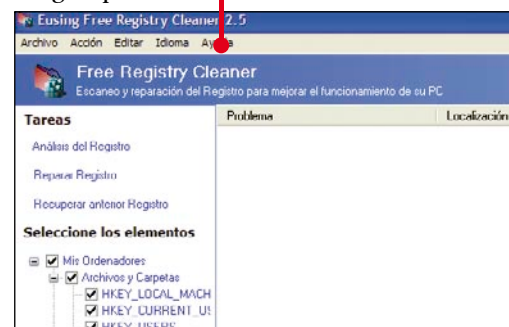 Eusing Free Registry Cleaner 2.5
Archivo Acción Editar Idioma Ayuda
Free Registry Cleaner
Escaneo y reparación del Registro para mejorar el funcionamiento de su PC
Tareas
Problema Localización
Análisis del Registro
Reparar Registro
Recuperar anterior Registro
Seleccione los elementos
Mis Ordenadores
Archivos y Carpetas
HKEY_LOCAL_MACH
HKEY_CURRENT_US
HKEY_USERS